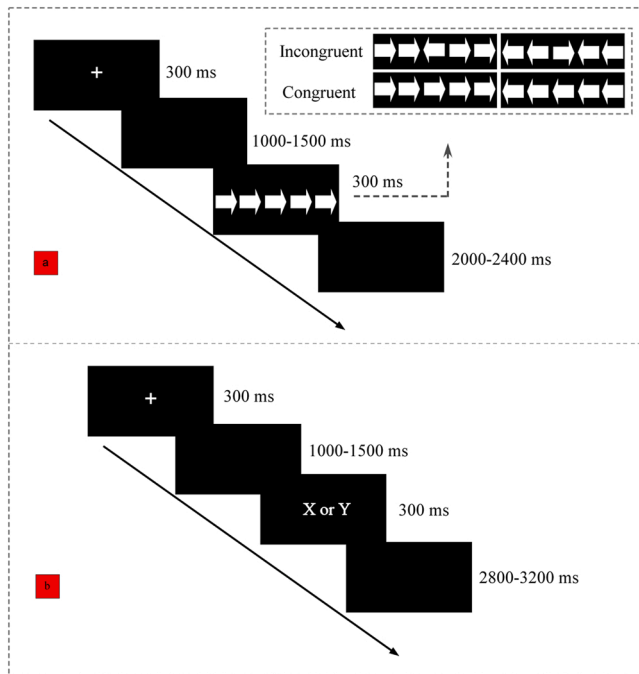 Incongruent
Congruent
+
300 ms
1000-1500 ms
300 ms
2000-2400 ms
a
+
300 ms
1000-1500 ms
X or Y
300 ms
2800-3200 ms
b